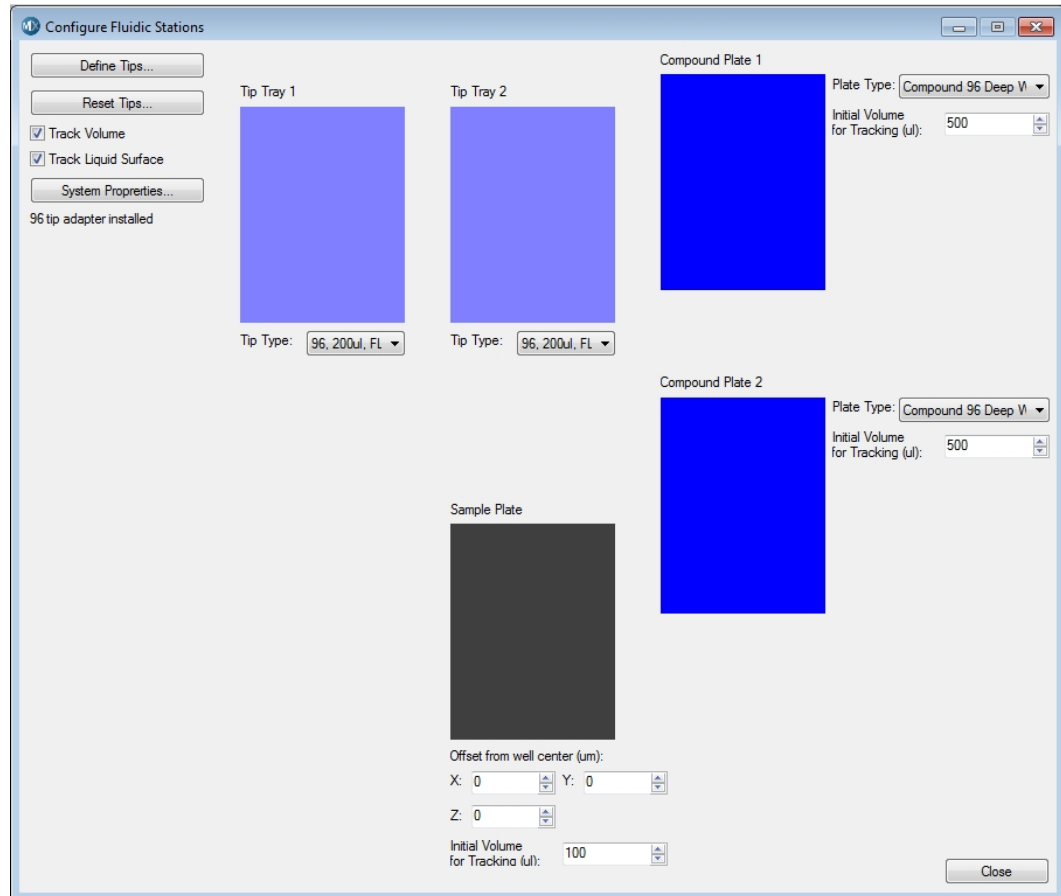 Configure Fluidic Stations
Define Tips...
Reset Tips...
Track Volume
Track Liquid Surface
System Proprerties...
96 tip adapter installed
Tip Tray 1
Tip Type: 96, 200ul, FL
Tip Tray 2
Tip Type: 96, 200ul, FL
Compound Plate 1
Plate Type: Compound 96 Deep W
Initial Volume
for Tracking (ul): 500
Compound Plate 2
Plate Type: Compound 96 Deep W
Initial Volume
for Tracking (ul): 500
Sample Plate
Offset from well center (um):
X: 0 Y: 0
Z: 0
Initial Volume
for Tracking (ul): 100
Close